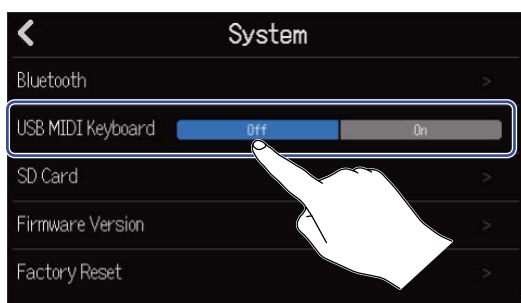 System
Bluetooth
USB MIDI Keyboard Off On
SD Card
Firmware Version
Factory Reset